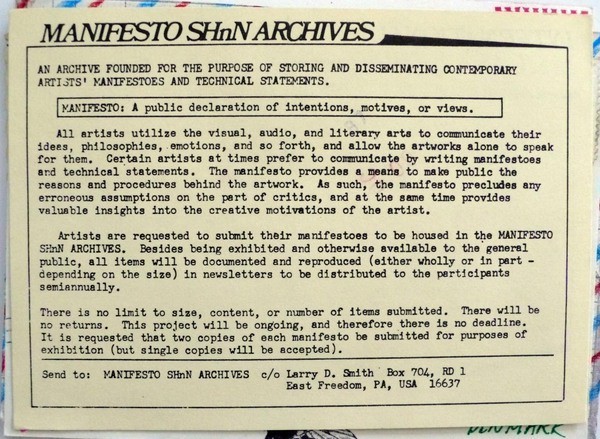 MANIFESTO SHnN ARCHIVES
AN ARCHIVE FOUNDED FOR THE PURPOSE OF STORING AND DISSEMINATING CONTEMPORARY
ARTISTS' MANIFESTOES AND TECHNICAL STATEMENTS.
MANIFESTO: A public declaration of intentions, motives, or views.
All artists utilize the visual, audio, and literary arts to communicate their
ideas, philosophies, emotions, and so forth, and allow the artworks alone to speak
for them. Certain artists at times prefer to communicate by writing manifestoes
and technical statements. The manifesto provides a means to make public the
reasons and procedures behind the artwork. As such, the manifesto precludes any
erroneous assumptions on the part of critics, and at the same time provides
valuable insights into the creative motivations of the artist.
Artists are requested to submit their manifestoes to be housed in the MANIFESTO
SHnN ARCHIVES. Besides being exhibited and otherwise available to the general
public, all items will be documented and reproduced (either wholly or in part -
depending on the size) in newsletters to be distributed to the participants
semiannually.
There is no limit to size, content, or number of items submitted. There will be
no returns. This project will be ongoing, and therefore there is no deadline.
It is requested that two copies of each manifesto be submitted for purposes of
exhibition (but single copies will be accepted).
Send to: MANIFESTO SHnN ARCHIVES c/o Larry D. Smith Box 704, RD 1
East Freedom, PA, USA 16637
DENMARK